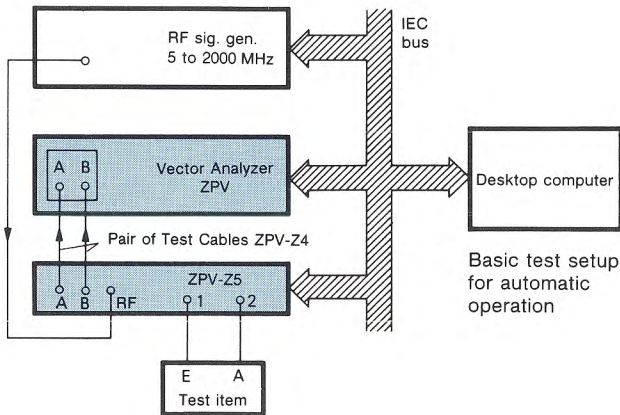 RF sig. gen.
5 to 2000 MHz
IEC
bus
A B
Vector Analyzer
ZPV
Desktop computer
Pair of Test Cables ZPV-Z4
ZPV-Z5
A B RF 1 2
Basic test setup
for automatic
operation
E A
Test item